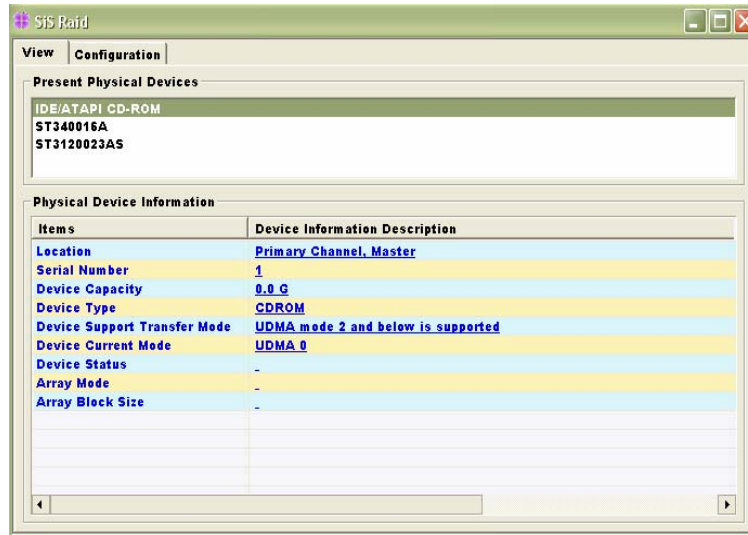 SiS Raid
View Configuration
Present Physical Devices
IDE/ATAPI CD-ROM
ST340016A
ST3120023AS
Physical Device Information
Items Device Information Description
Location Primary Channel, Master
Serial Number 1
Device Capacity 0.0 G
Device Type CDROM
Device Support Transfer Mode UDMA mode 2 and below is supported
Device Current Mode UDMA 0
Device Status -
Array Mode -
Array Block Size -